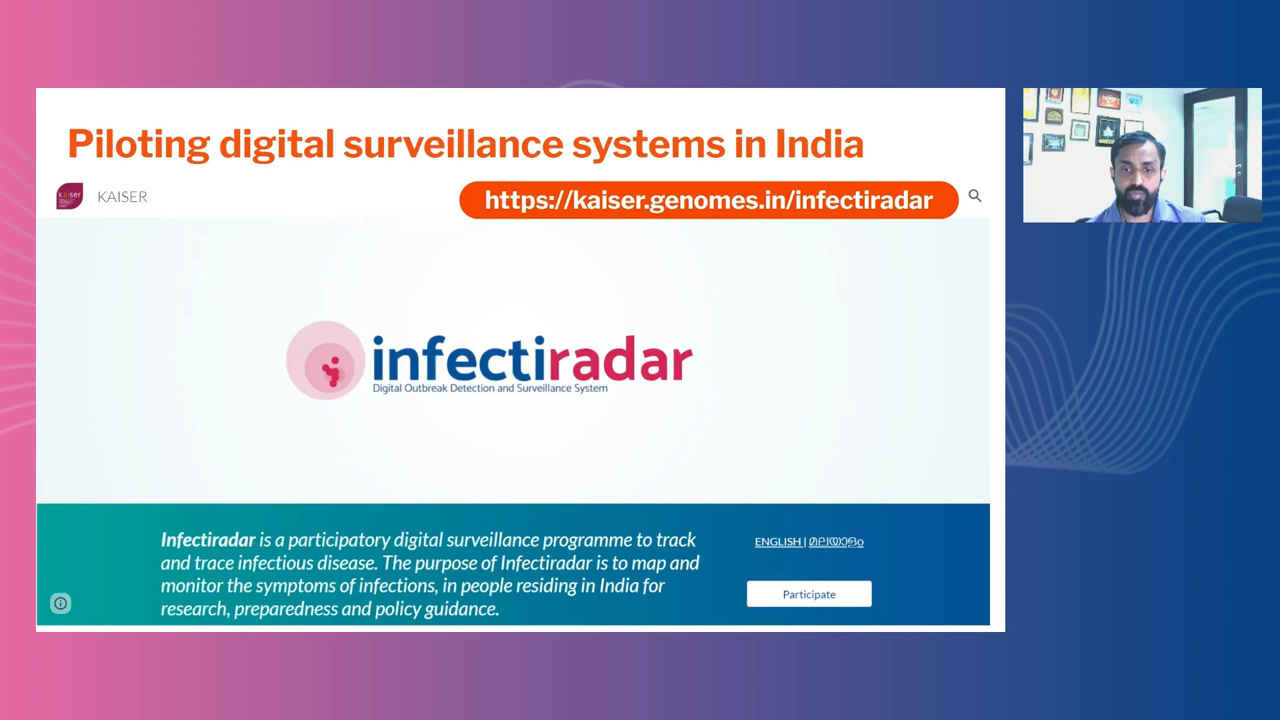 Piloting digital surveillance systems in India
kaiser
KAISER
https://kaiser.genomes.in/infectiradar
infectiradar
Digital Outbreak Detection and Surveillance System
Infectiradar is a participatory digital surveillance programme to track
and trace infectious disease. The purpose of Infectiradar is to map and
monitor the symptoms of infections, in people residing in India for
research, preparedness and policy guidance.
ENGLISH | മലയാളം
Participate